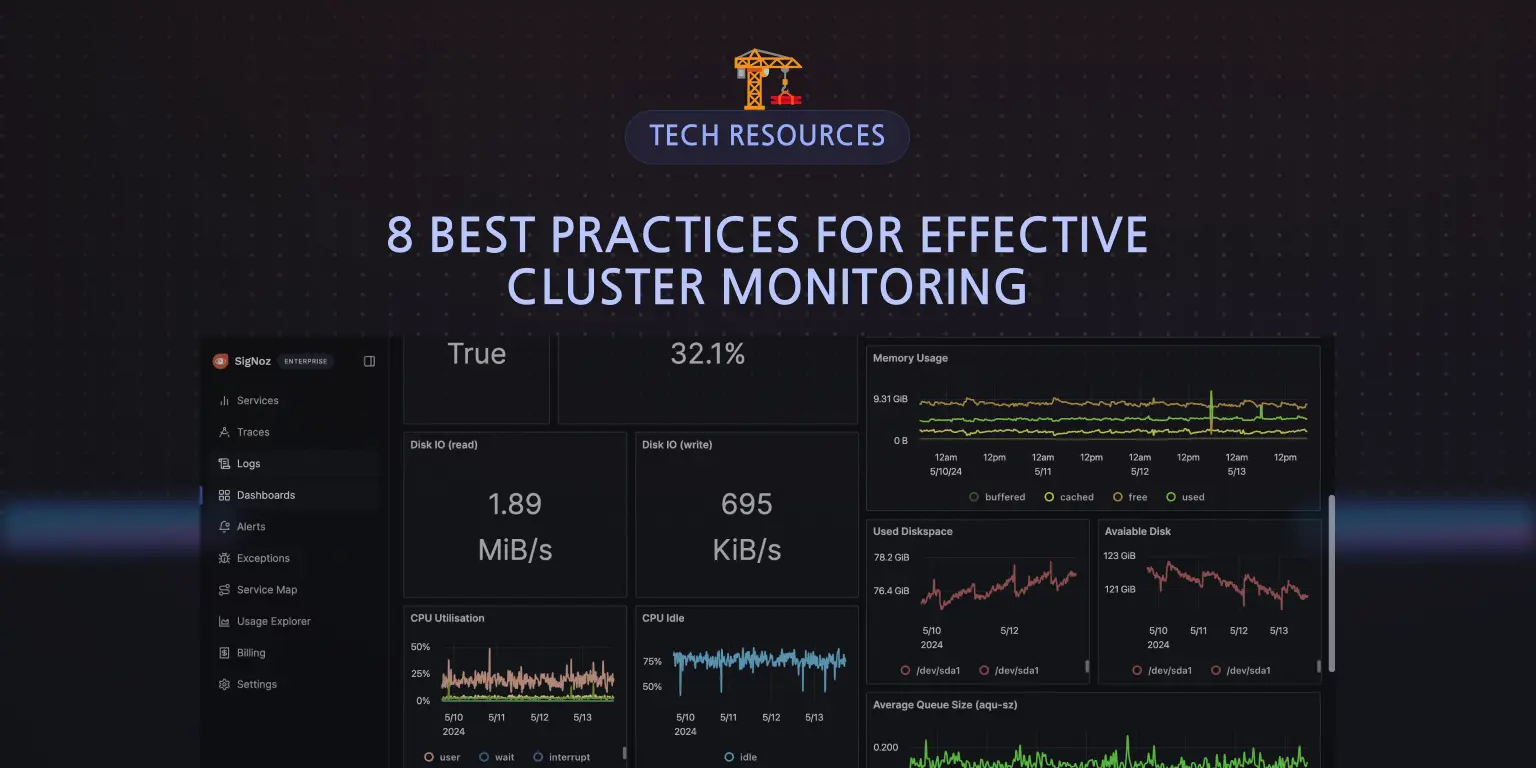 TECH RESOURCES
8 BEST PRACTICES FOR EFFECTIVE
CLUSTER MONITORING
SigNoz ENTERPRISE
Services
Traces
Logs
Dashboards
Alerts
Exceptions
Service Map
Usage Explorer
Billing
Settings
True
32.1%
Disk IO (read)
1.89
MiB/s
Disk IO (write)
695
KiB/s
CPU Utilisation
50%
25%
0%
5/10 5/11 5/12 5/13
2024
user wait interrupt
CPU Idle
75%
50%
5/10 5/11 5/12 5/13
2024
idle
Memory Usage
9.31 GiB
0 B
12am 12pm 12am 12pm 12am 12pm 12am 12pm
5/10/24 5/11 5/12 5/13
buffered cached free used
Used Diskspace
78.2 GiB
76.4 GiB
5/10 5/12
2024
/dev/sda1 /dev/sda1
Avaiable Disk
123 GiB
121 GiB
5/10 5/11 5/12 5/13
2024
/dev/sda1 /dev/sda1
Average Queue Size (aqu-sz)
0.200